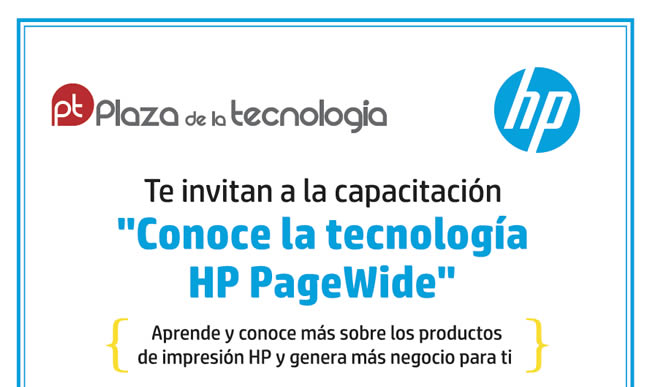 pt Plaza de la tecnologia
hp
Te invitan a la capacitación
"Conoce la tecnología
HP PageWide"
Aprende y conoce más sobre los productos
de impresión HP y genera más negocio para ti